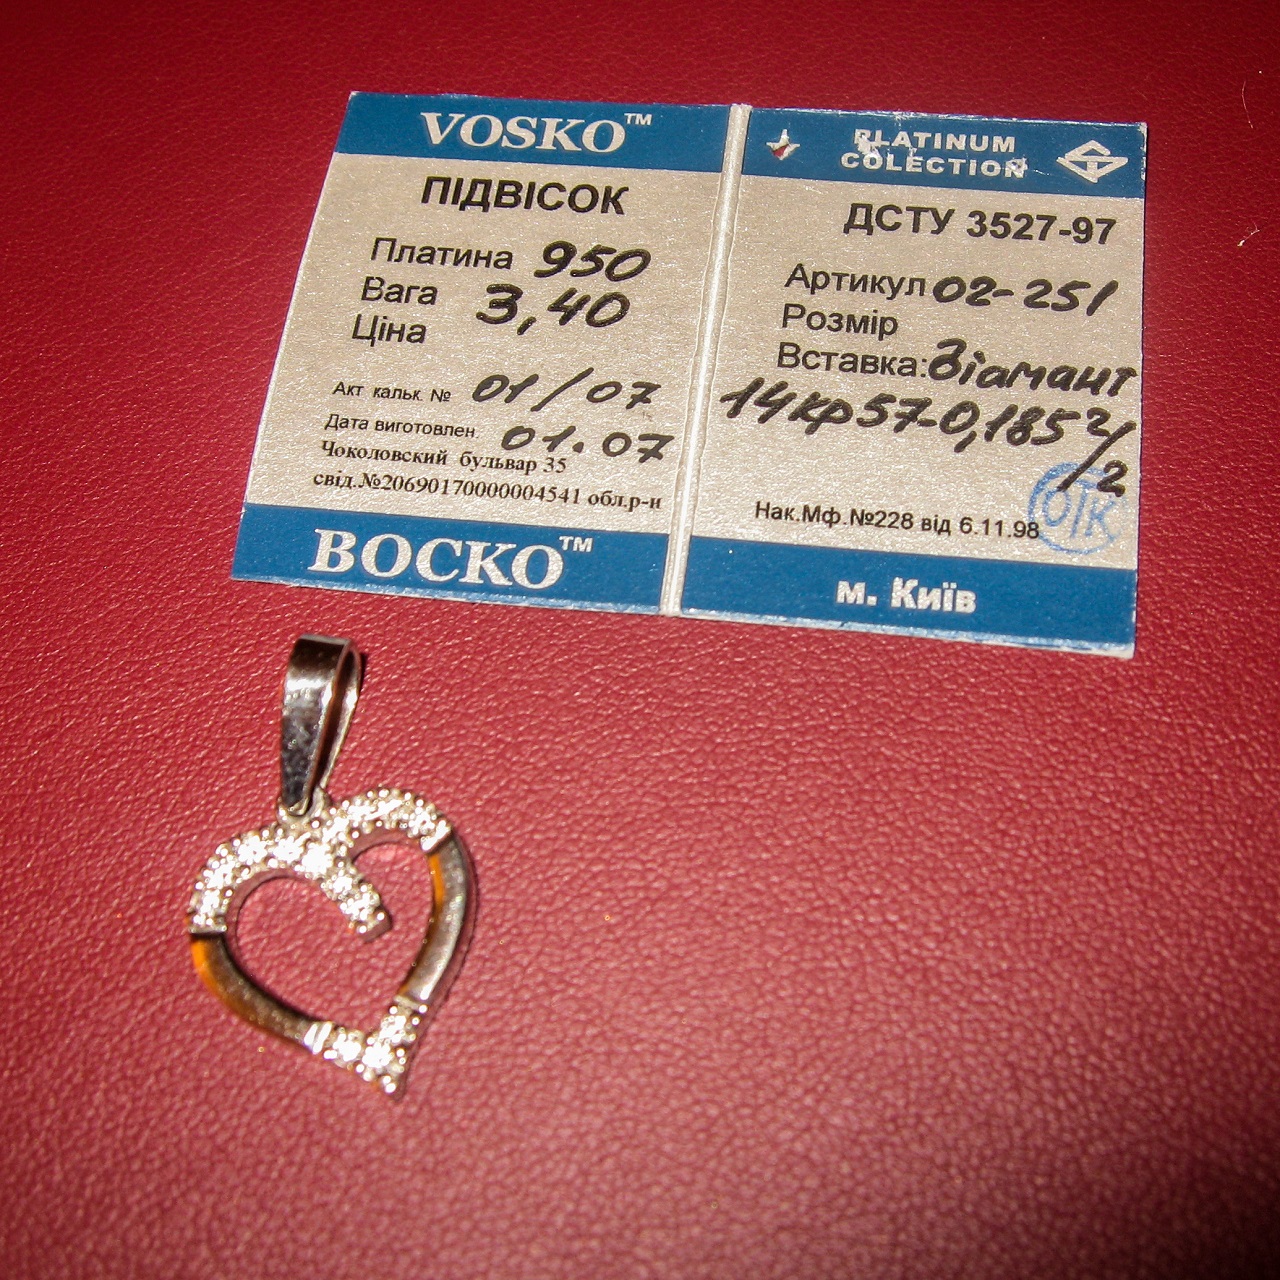 VOSKO™
ПІДВІСОК
Платина 950
Вага 3,40
Ціна
Акт кальк. № 01/07
Дата виготовлен. 01.07
Чоколовский бульвар 35
свід.№20690170000004541 обл.р-н
ВОСКО™
PLATINUM
COLECTION
ДСТУ 3527-97
Артикул 02-251
Розмір
Вставка: діамант
14кр57-0,185 2/2
Нак.Мф.№228 від 6.11.98
ОТК
м. Київ